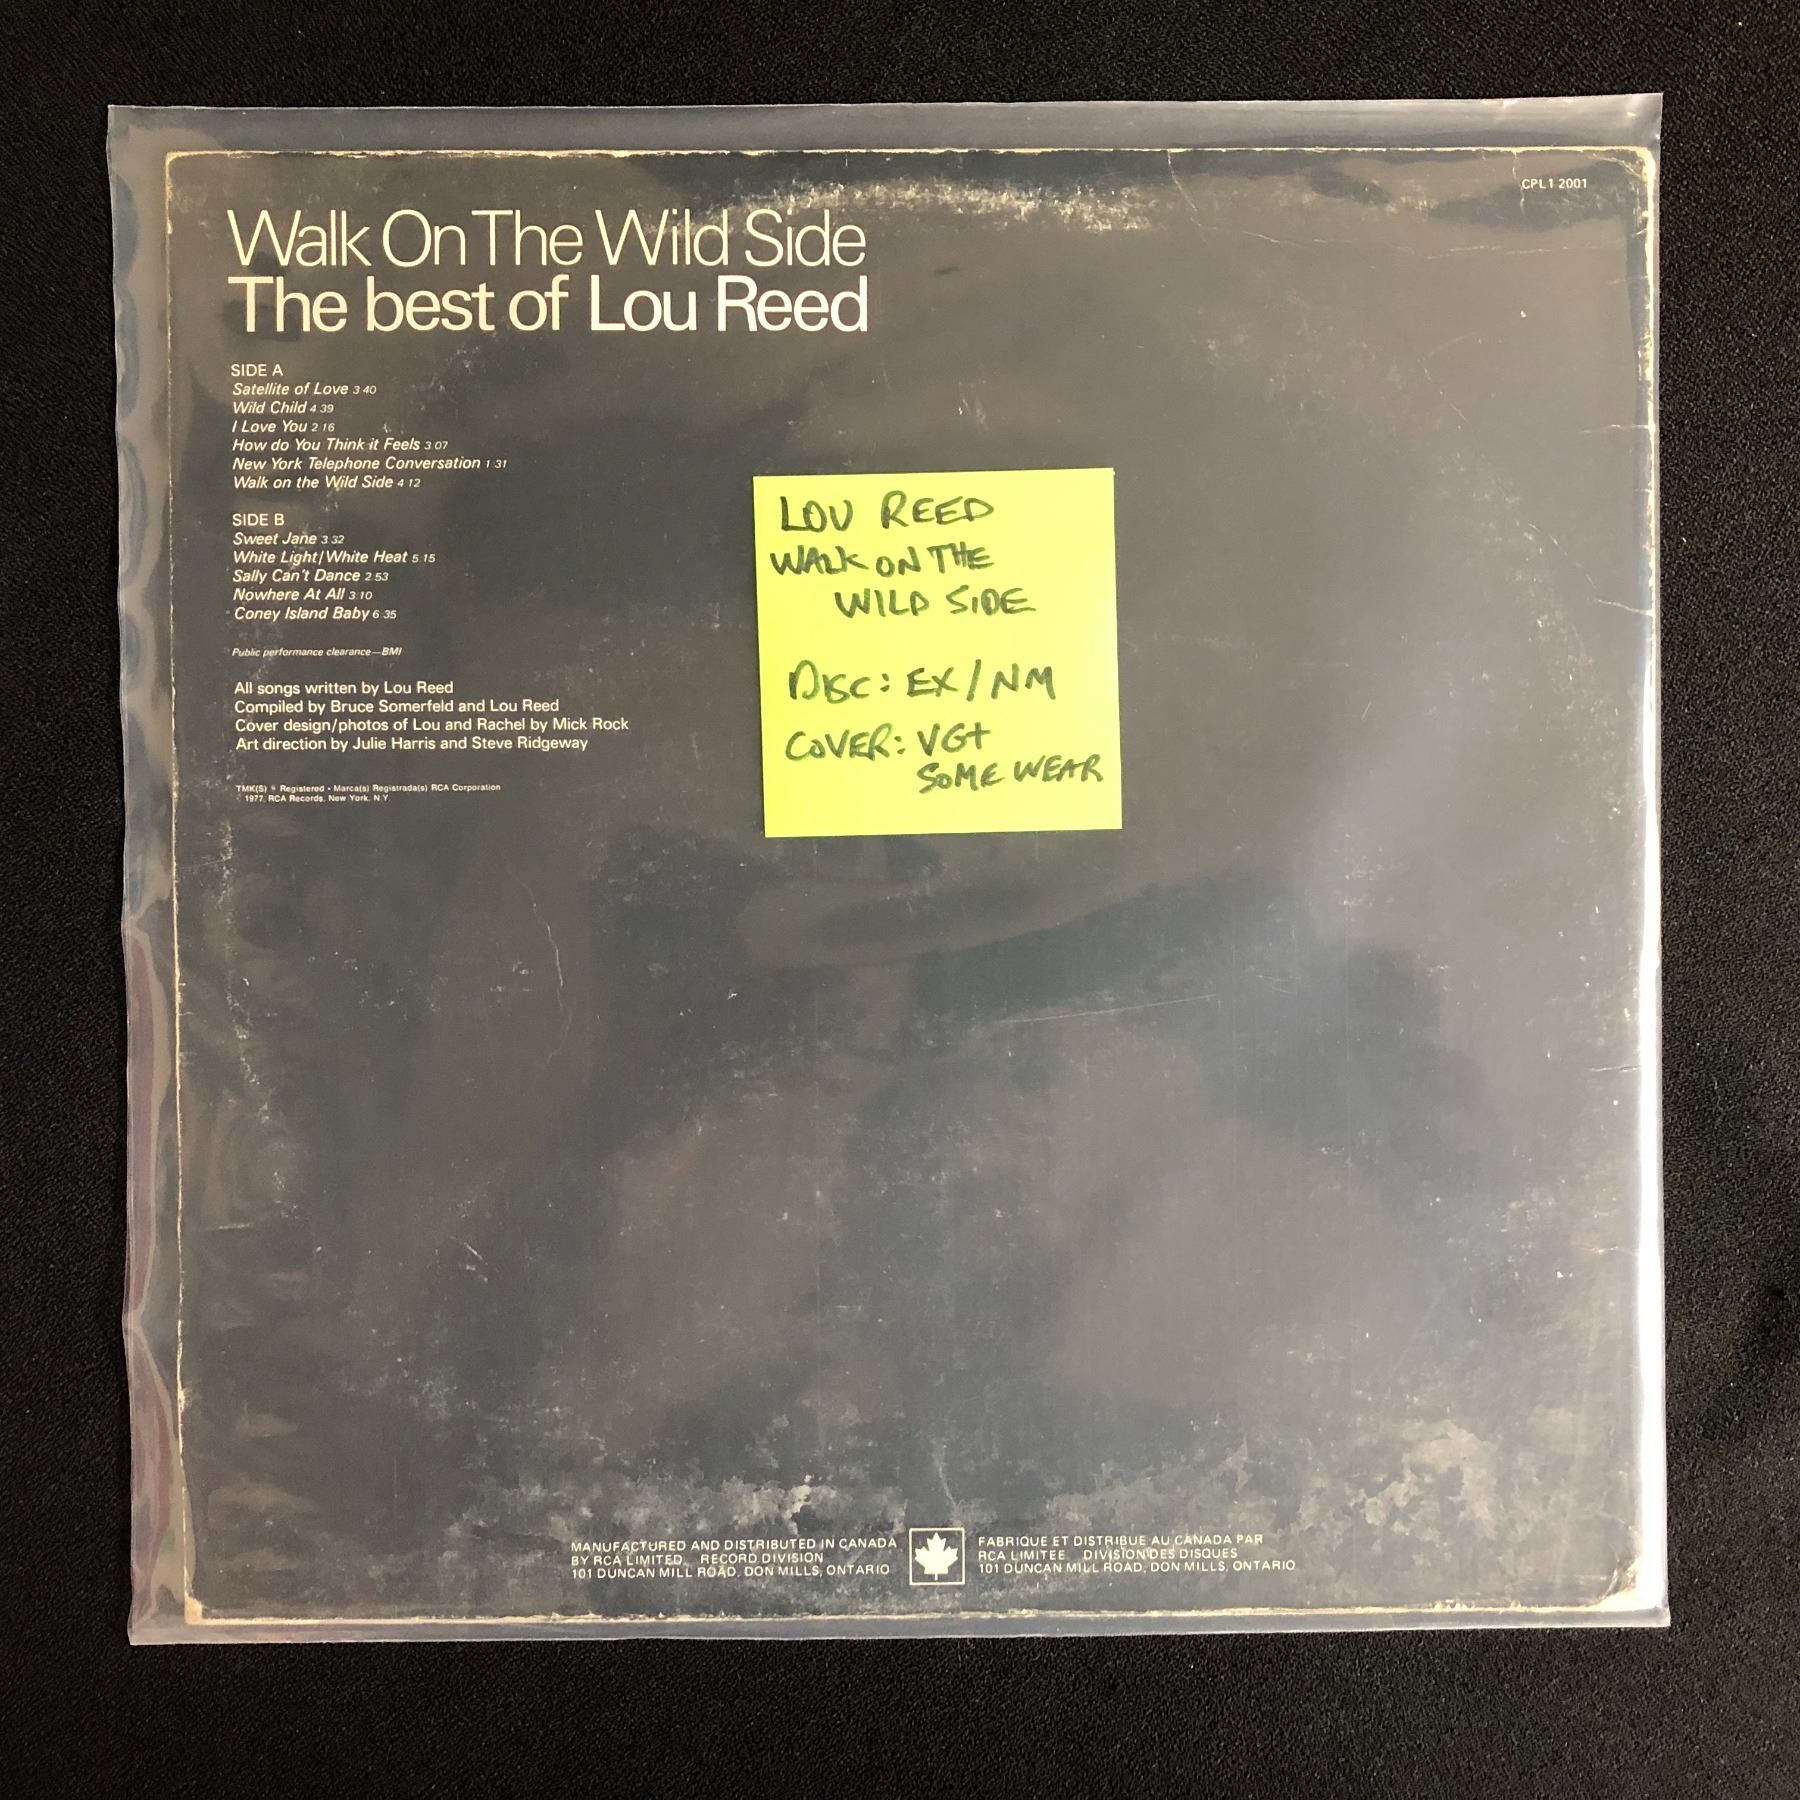 CPL1 2001
Walk On The Wild Side
The best of Lou Reed
SIDE A
Satellite of Love 3 40
Wild Child 4 39
I Love You 2 16
How do You Think it Feels 3 07
New York Telephone Conversation 1 31
Walk on the Wild Side 4 12
SIDE B
Sweet Jane 3 32
White Light/White Heat 5 15
Sally Can't Dance 2 53
Nowhere At All 3 10
Coney Island Baby 6 35
Public performance clearance—BMI
All songs written by Lou Reed
Compiled by Bruce Somerfeld and Lou Reed
Cover design/photos of Lou and Rachel by Mick Rock
Art direction by Julie Harris and Steve Ridgeway
TMK(S) ® Registered • Marca(s) Registrada(s) RCA Corporation
1977, RCA Records, New York, N.Y.
LOU REED
WALK ON THE
WILD SIDE
DISC: EX/NM
COVER: VG+
SOME WEAR
MANUFACTURED AND DISTRIBUTED IN CANADA
BY RCA LIMITED, RECORD DIVISION
101 DUNCAN MILL ROAD, DON MILLS, ONTARIO
FABRIQUE ET DISTRIBUE AU CANADA PAR
RCA LIMITEE DIVISION DES DISQUES
101 DUNCAN MILL ROAD, DON MILLS, ONTARIO